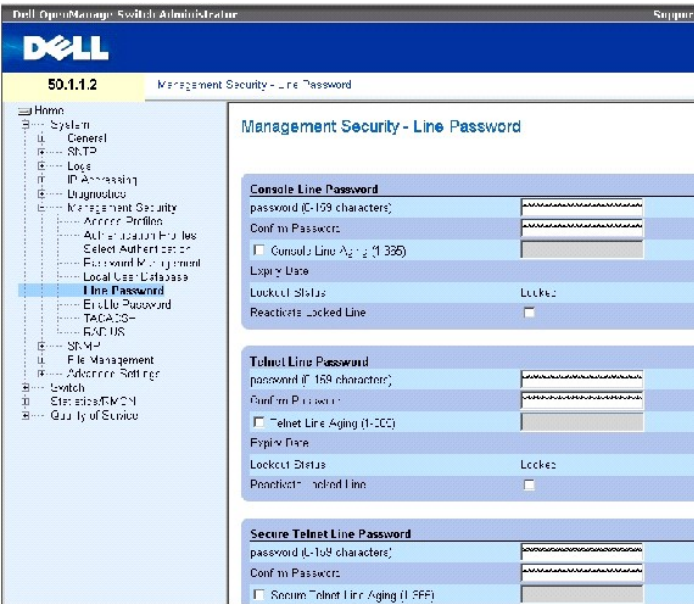 Dell OpenManage Switch Administrator
Suppor
DELL
50.1.1.2
Management Security - Line Password
Home
System
General
SNTP
Logs
IP Addressing
Diagnostics
Management Security
Access Profiles
Authentication Profiles
Select Authentication
Password Management
Local User Database
Line Password
Enable Password
TACACS+
RADIUS
SNMP
File Management
Advanced Settings
Switch
Statistics/RMON
Quality of Service
Management Security - Line Password
Console Line Password
password (0-159 characters)
Confirm Password
Console Line Aging (1-365)
Expiry Date
Lockout Status Locked
Reactivate Locked Line
Telnet Line Password
password (0-159 characters)
Confirm Password
Telnet Line Aging (1-365)
Expiry Date
Lockout Status Locked
Reactivate Locked Line
Secure Telnet Line Password
password (0-159 characters)
Confirm Password
Secure Telnet Line Aging (1-365)